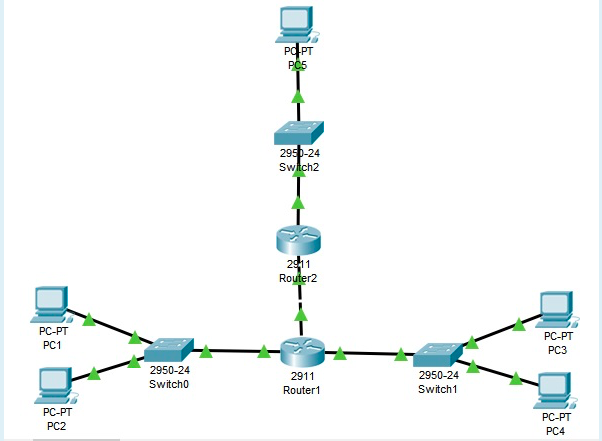 PC-PT
PC5
2950-24
Switch2
2911
Router2
PC-PT
PC1
2950-24
Switch0
2911
Router1
2950-24
Switch1
PC-PT
PC3
PC-PT
PC2
PC-PT
PC4